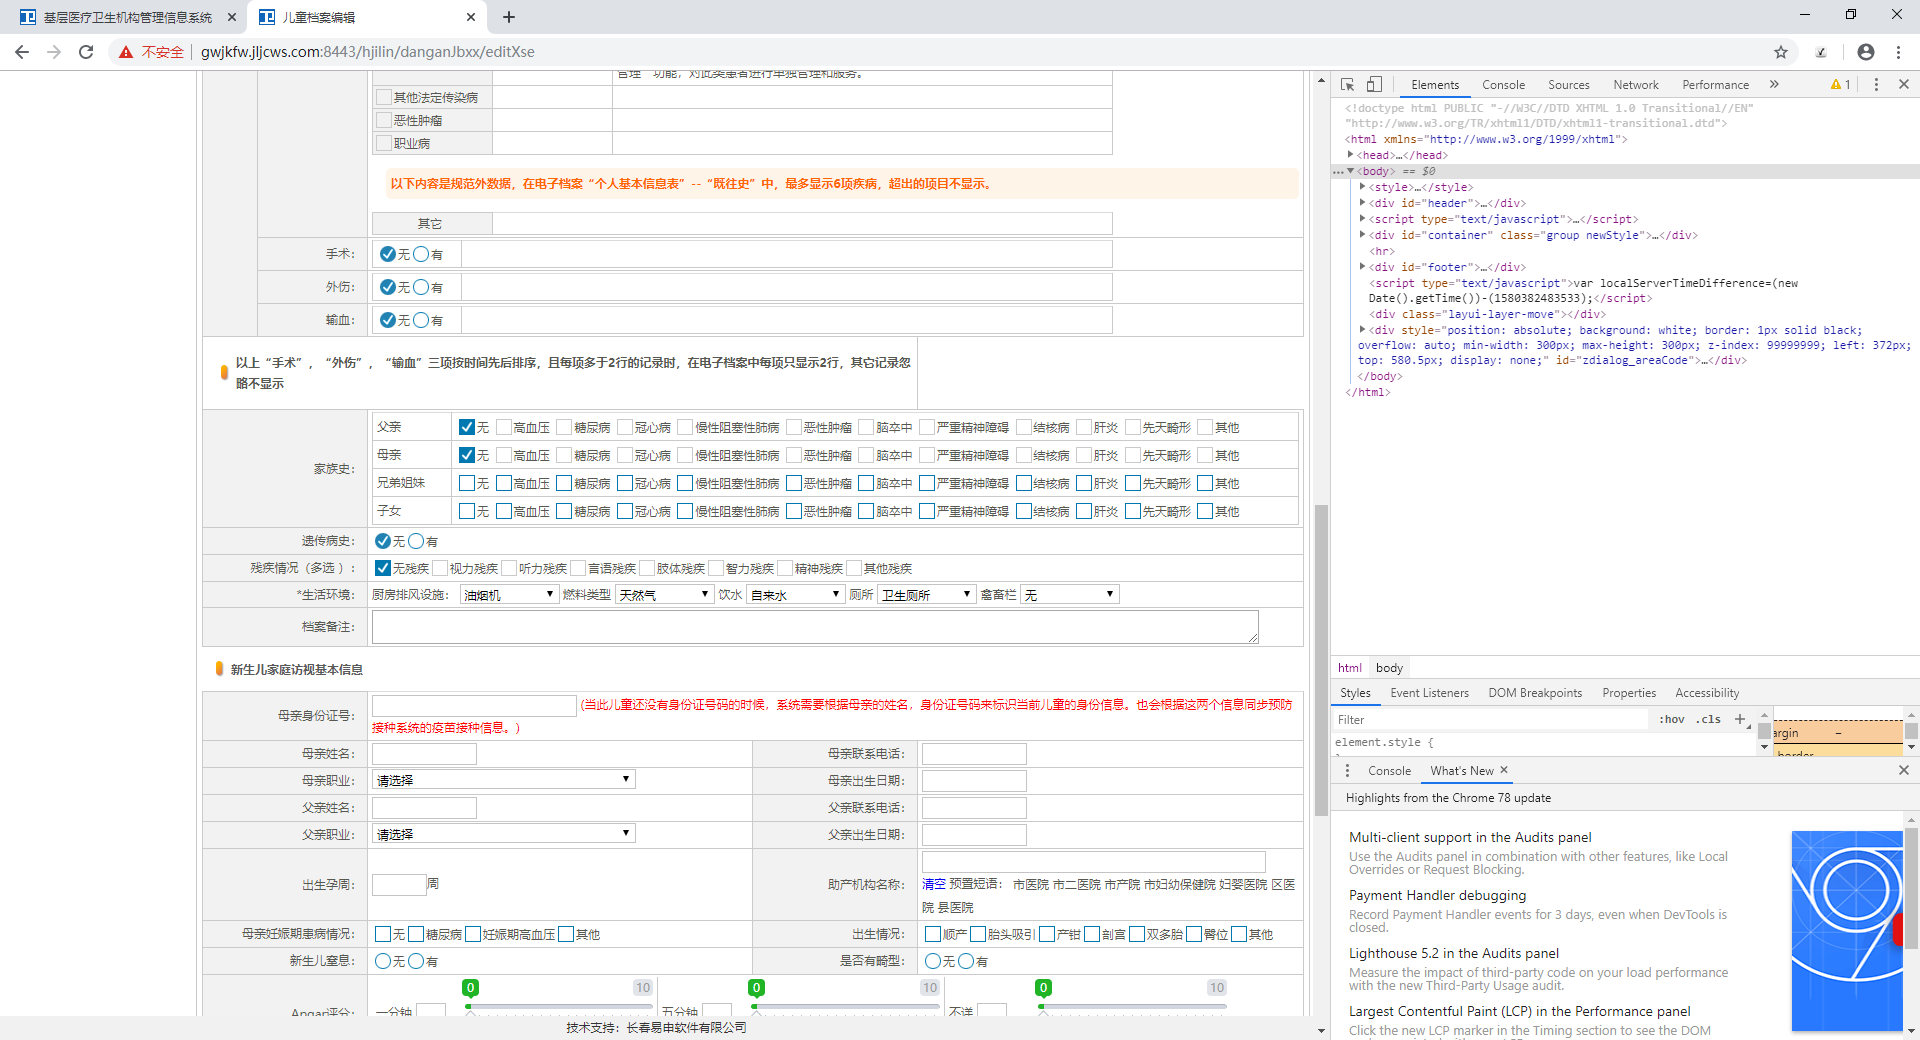 基层医疗卫生机构管理信息系统
儿童档案编辑
不安全 gwjkfw.jljcws.com:8443/hjilin/danganJbxx/editXse
管理”功能，对此类患者进行单独管理和服务。
其他法定传染病
恶性肿瘤
职业病
以下内容是规范外数据，在电子档案“个人基本信息表”--“既往史”中，最多显示6项疾病，超出的项目不显示。
其它
手术： 无 有
外伤： 无 有
输血： 无 有
以上“手术”，“外伤”，“输血”三项按时间先后排序，且每项多于2行的记录时，在电子档案中每项只显示2行，其它记录忽
略不显示
家族史：
父亲 无 高血压 糖尿病 冠心病 慢性阻塞性肺病 恶性肿瘤 脑卒中 严重精神障碍 结核病 肝炎 先天畸形 其他
母亲 无 高血压 糖尿病 冠心病 慢性阻塞性肺病 恶性肿瘤 脑卒中 严重精神障碍 结核病 肝炎 先天畸形 其他
兄弟姐妹 无 高血压 糖尿病 冠心病 慢性阻塞性肺病 恶性肿瘤 脑卒中 严重精神障碍 结核病 肝炎 先天畸形 其他
子女 无 高血压 糖尿病 冠心病 慢性阻塞性肺病 恶性肿瘤 脑卒中 严重精神障碍 结核病 肝炎 先天畸形 其他
遗传病史： 无 有
残疾情况（多选）： 无残疾 视力残疾 听力残疾 言语残疾 肢体残疾 智力残疾 精神残疾 其他残疾
*生活环境： 厨房排风设施： 油烟机 燃料类型 天然气 饮水 自来水 厕所 卫生厕所 禽畜栏 无
档案备注：
新生儿家庭访视基本信息
母亲身份证号： (当此儿童还没有身份证号码的时候，系统需要根据母亲的姓名，身份证号码来标识当前儿童的身份信息。也会根据这两个信息同步预防
接种系统的疫苗接种信息。)
母亲姓名： 母亲联系电话：
母亲职业： 请选择 母亲出生日期：
父亲姓名： 父亲联系电话：
父亲职业： 请选择 父亲出生日期：
出生孕周： 周 助产机构名称：
清空 预置短语： 市医院 市二医院 市产院 市妇幼保健院 妇婴医院 区医
院 县医院
母亲妊娠期患病情况： 无 糖尿病 妊娠期高血压 其他 出生情况： 顺产 胎头吸引 产钳 剖宫 双多胎 臀位 其他
新生儿窒息： 无 有 是否有畸型： 无 有
0 10 0 10 0 10
Apgar评分： 一分钟 五分钟 不详
技术支持：长春易申软件有限公司
Elements Console Sources Network Performance » 1
<!doctype html PUBLIC "-//W3C//DTD XHTML 1.0 Transitional//EN"
"http://www.w3.org/TR/xhtml1/DTD/xhtml1-transitional.dtd">
<html xmlns="http://www.w3.org/1999/xhtml">
<head>…</head>
<body> == $0
<style>…</style>
<div id="header">…</div>
<script type="text/javascript">…</script>
<div id="container" class="group newStyle">…</div>
<hr>
<div id="footer">…</div>
<script type="text/javascript">var localServerTimeDifference=(new
Date().getTime())-(1580382483533);</script>
<div class="layui-layer-move"></div>
<div style="position: absolute; background: white; border: 1px solid black;
overflow: auto; min-width: 300px; max-height: 300px; z-index: 99999999; left: 372px;
top: 580.5px; display: none;" id="zdialog_areaCode">…</div>
</body>
</html>
html body
Styles Event Listeners DOM Breakpoints Properties Accessibility
Filter :hov .cls +
element.style {
argin –
border
Console What's New
Highlights from the Chrome 78 update
Multi-client support in the Audits panel
Use the Audits panel in combination with other features, like Local
Overrides or Request Blocking.
Payment Handler debugging
Record Payment Handler events for 3 days, even when DevTools is
closed.
Lighthouse 5.2 in the Audits panel
Measure the impact of third-party code on your load performance
with the new Third-Party Usage audit.
Largest Contentful Paint (LCP) in the Performance panel
Click the new LCP marker in the Timing section to see the DOM